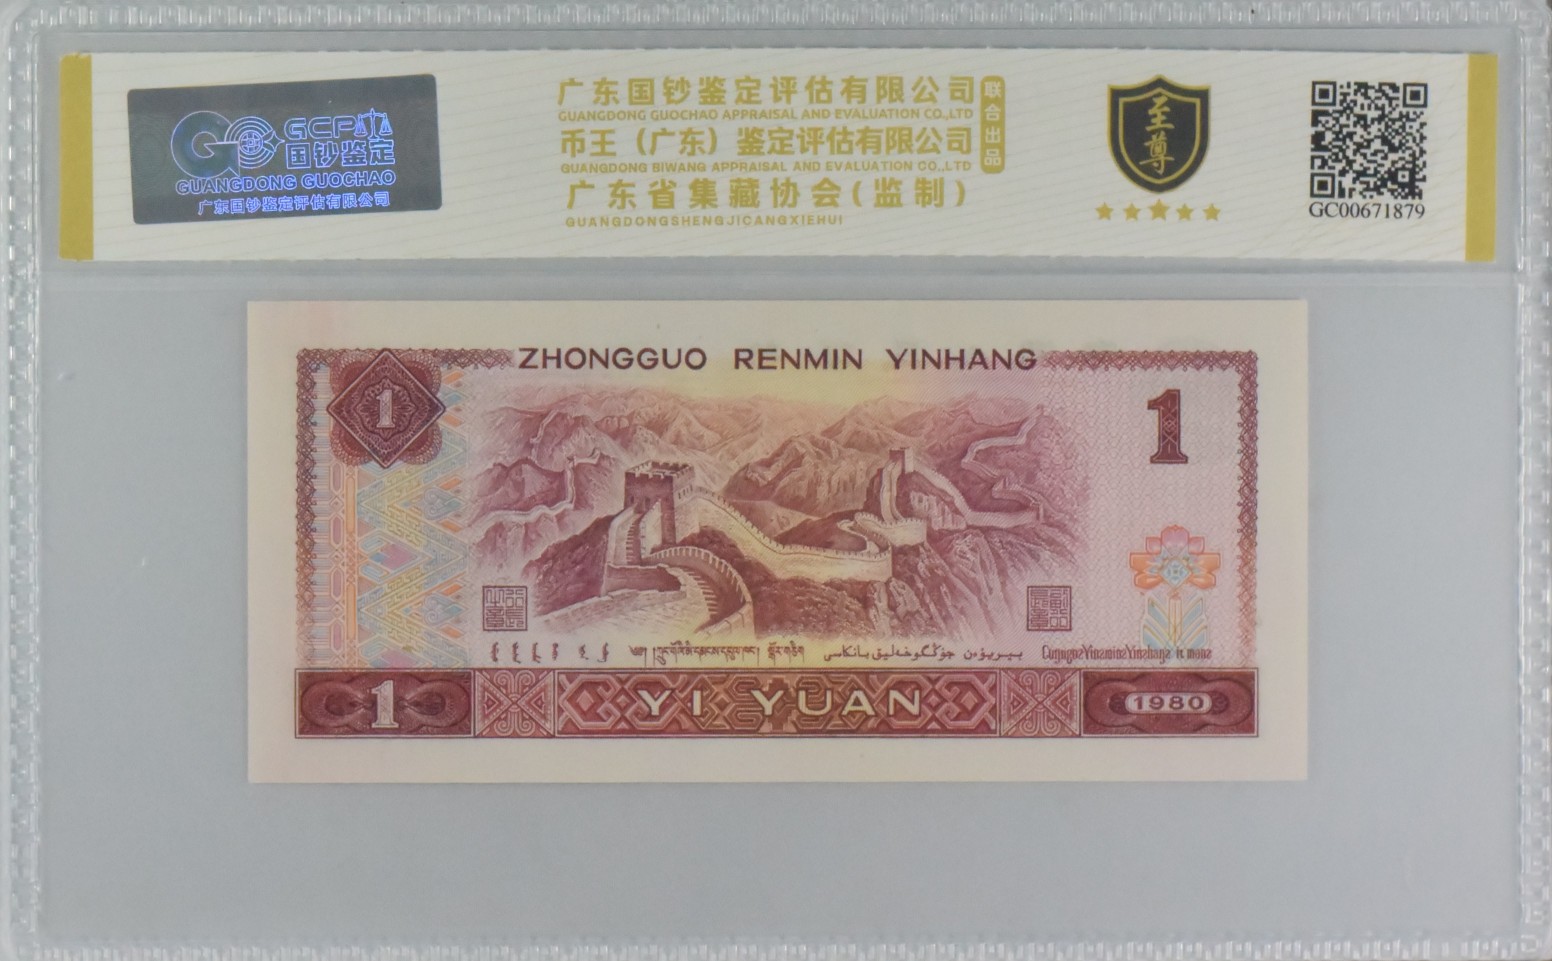 GCP
国钞鉴定
GUANGDONG GUOCHAO
广东国钞鉴定评估有限公司
广东国钞鉴定评估有限公司
GUANGDONG GUOCHAO APPRAISAL AND EVALUATION CO.,LTD
币王（广东）鉴定评估有限公司
GUANGDONG BIWANG APPRAISAL AND EVALUATION CO.,LTD
广东省集藏协会(监制)
GUANGDONGSHENGJICANGXIEHUI
联合出品
至尊
GC00671879
ZHONGGUO RENMIN YINHANG
1
1
جۇڭگوخەلىق بانكاسى
1
YI YUAN
1980